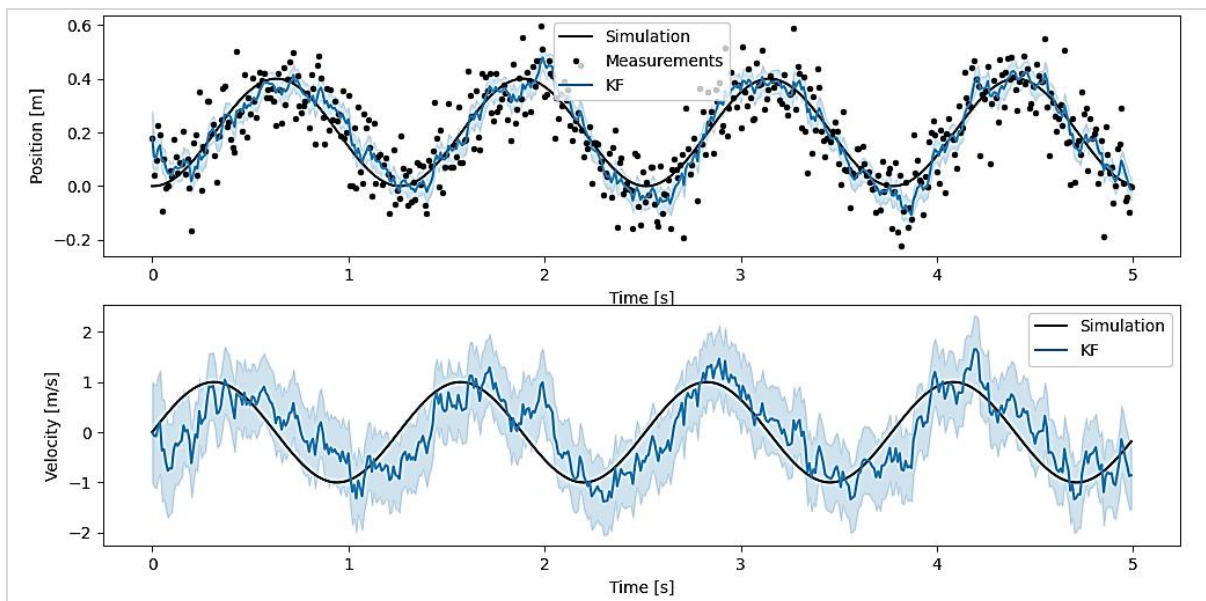 0.6
0.4
0.2
0.0
−0.2
Position [m]
Simulation
Measurements
KF
0 1 2 3 4 5
Time [s]
2
1
0
−1
−2
Velocity [m/s]
Simulation
KF
0 1 2 3 4 5
Time [s]